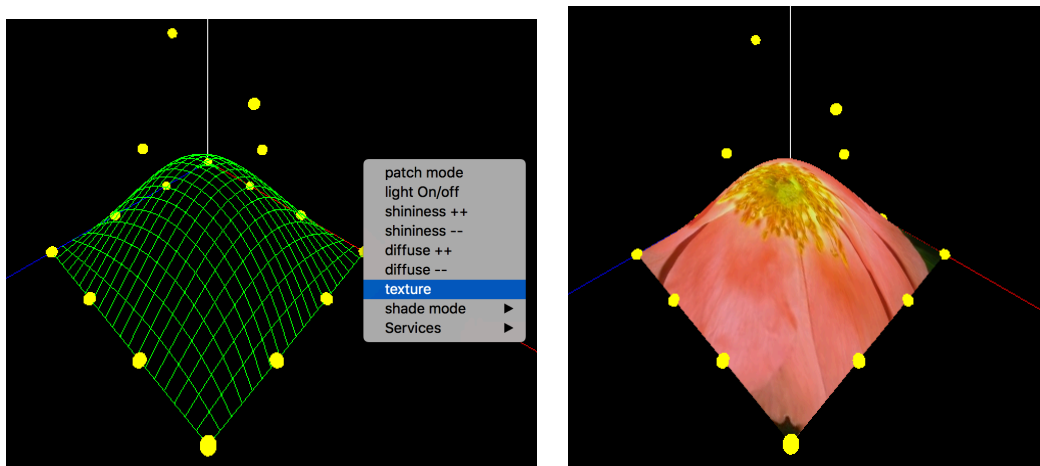 patch mode
light On/off
shininess ++
shininess --
diffuse ++
diffuse --
texture
shade mode
Services